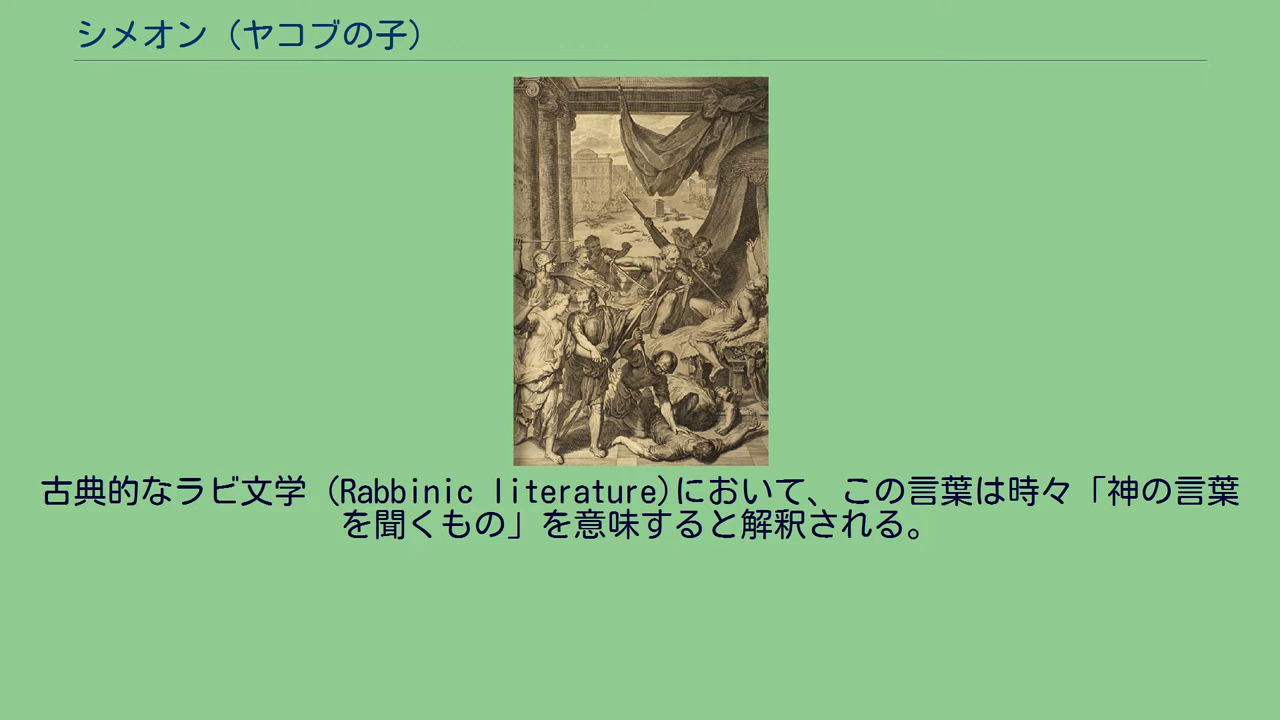 シメオン（ヤコブの子）
古典的なラビ文学（Rabbinic literature)において、この言葉は時々「神の言葉
を聞くもの」を意味すると解釈される。